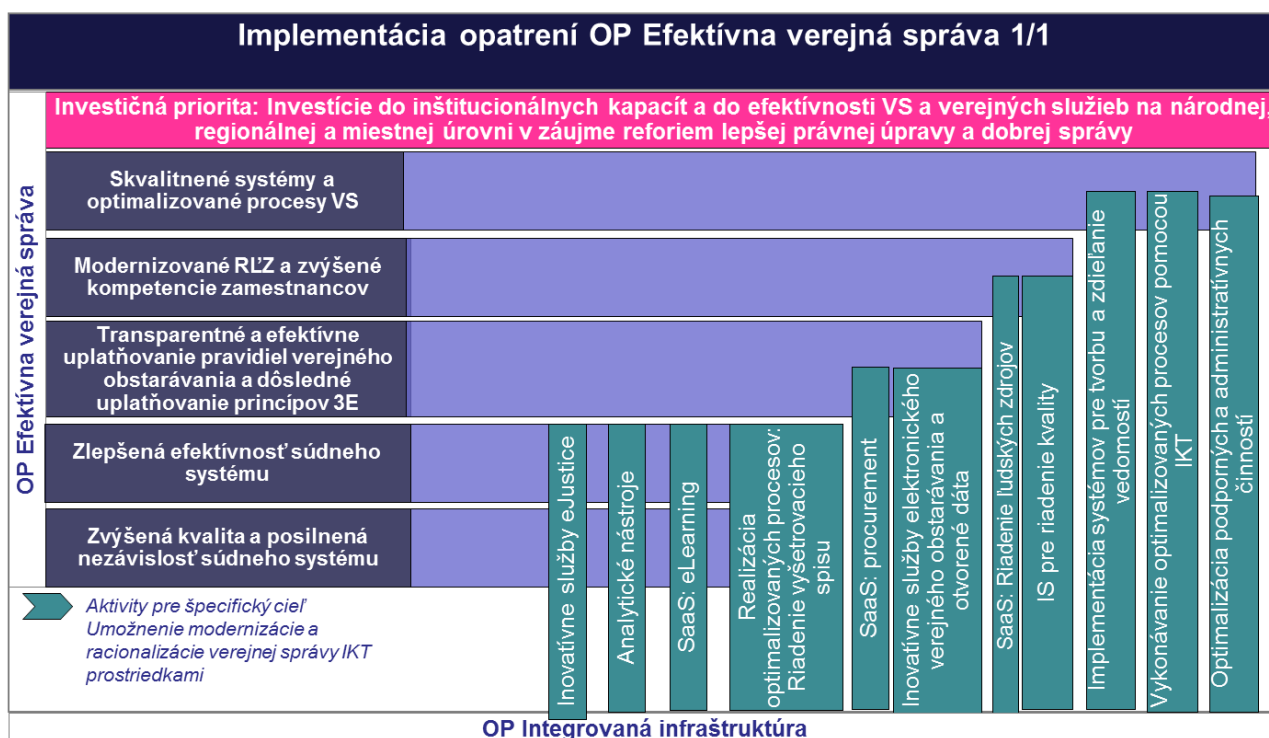 Implementácia opatrení OP Efektívna verejná správa 1/1
Investičná priorita: Investície do inštitucionálnych kapacít a do efektívnosti VS a verejných služieb na národnej,
regionálnej a miestnej úrovni v záujme reforiem lepšej právnej úpravy a dobrej správy
OP Efektívna verejná správa
Skvalitnené systémy a
optimalizované procesy VS
Modernizované RĽZ a zvýšené
kompetencie zamestnancov
Transparentné a efektívne
uplatňovanie pravidiel verejného
obstarávania a dôsledné
uplatňovanie princípov 3E
Zlepšená efektívnosť súdneho
systému
Zvýšená kvalita a posilnená
nezávislosť súdneho systému
Inovatívne služby eJustice
Analytické nástroje
SaaS: eLearning
Realizácia
optimalizovaných procesov:
Riadenie vyšetrovacieho
spisu
SaaS: procurement
Inovatívne služby elektronického
verejného obstarávania a
otvorené dáta
SaaS: Riadenie ľudských zdrojov
IS pre riadenie kvality
Implementácia systémov pre tvorbu a zdieľanie
vedomostí
Vykonávanie optimalizovaných procesov pomocou
IKT
Optimalizácia podporných a administratívnych
činností
Aktivity pre špecifický cieľ
Umožnenie modernizácie a
racionalizácie verejnej správy IKT
prostriedkami
OP Integrovaná infraštruktúra